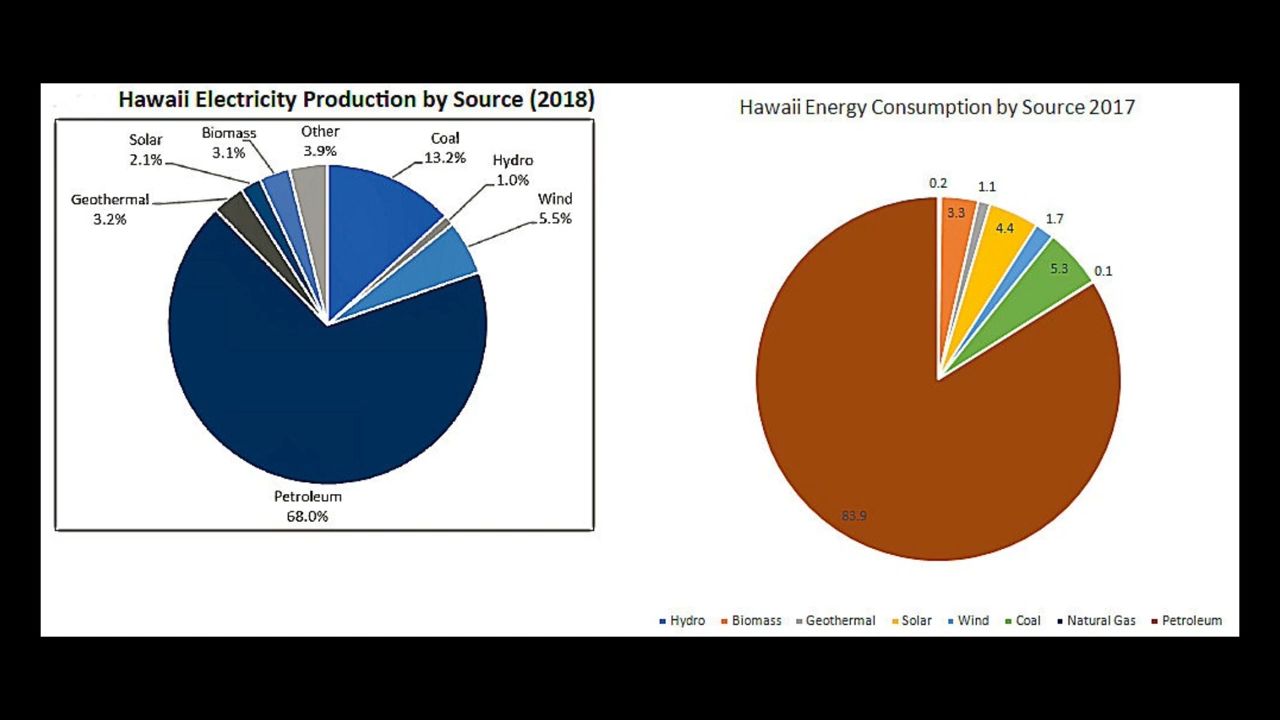 Hawaii Electricity Production by Source (2018)
Solar
2.1%
Biomass
3.1%
Other
3.9%
Coal
13.2%
Hydro
1.0%
Wind
5.5%
Geothermal
3.2%
Petroleum
68.0%
Hawaii Energy Consumption by Source 2017
0.2
3.3
1.1
4.4
1.7
5.3
0.1
83.9
Hydro Biomass Geothermal Solar Wind Coal Natural Gas Petroleum